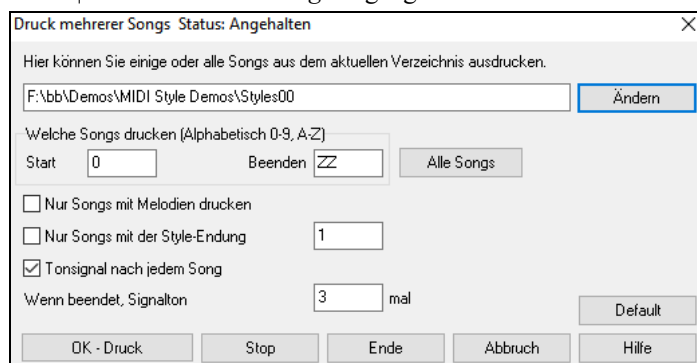 Druck mehrerer Songs Status: Angehalten
Hier können Sie einige oder alle Songs aus dem aktuellen Verzeichnis ausdrucken.
F:\bb\Demos\MIDI Style Demos\Styles00 Ändern
Welche Songs drucken (Alphabetisch 0-9, A-Z)
Start 0 Beenden ZZ Alle Songs
Nur Songs mit Melodien drucken
Nur Songs mit der Style-Endung 1
Tonsignal nach jedem Song
Wenn beendet, Signalton 3 mal
Default
OK - Druck Stop Ende Abbruch Hilfe